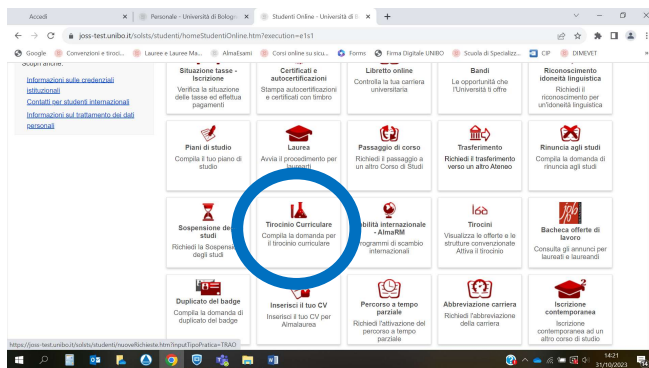 Accedi
Personale - Università di Bologn
Studenti Online - Università di B
joss-test.unibo.it/solsts/studenti/homeStudentiOnline.htm?execution=e1s1
Google
Convenzioni e tiroci...
Lauree e Lauree Ma...
AlmaEsami
Corsi online su sicu...
Forms
Firma Digitale UNIBO
Scuola di Specializz...
CIP
DIMEVET
»
Informazioni sulle credenziali
istituzionali
Contatti per studenti internazionali
Informazioni sul trattamento dei dati
personali
Situazione tasse -
Iscrizione
Verifica la situazione
delle tasse ed effettua
pagamenti
Certificati e
autocertificazioni
Stampa autocertificazioni
e certificati con timbro
Libretto online
Controlla la tua carriera
universitaria
Bandi
Le opportunità che
l'Università ti offre
Riconoscimento
idoneità linguistica
Richiedi il
riconoscimento per
un'idoneità linguistica
Piani di studio
Compila il tuo piano di
studio
Laurea
Avvia il procedimento per
laurearti
Passaggio di corso
Richiedi il passaggio a
un altro Corso di Studi
Trasferimento
Richiedi il trasferimento
verso un altro Ateneo
Rinuncia agli studi
Compila la domanda di
rinuncia agli studi
Sospensione de
studi
Richiedi la Sospens
degli studi
Tirocinio Curriculare
Compila la domanda per
il tirocinio curriculare
bilità internazionale
- AlmaRM
rogrammi di scambio
internazionali
Tirocini
Visualizza le offerte e le
strutture convenzionate
Attiva il tirocinio
job
Bacheca offerte di
lavoro
Consulta gli annunci per
laureati e laureandi
Duplicato del badge
Compila la domanda di
duplicato del badge
Inserisci il tuo CV
Inserisci il tuo CV per
Almalaurea
Percorso a tempo
parziale
Richiedi l'attivazione del
percorso a tempo
parziale
Abbreviazione carriera
Richiedi l'abbreviazione
della carriera
Iscrizione
contemporanea
Iscrizione
contemporanea ad un
altro corso di studio
https://joss-test.unibo.it/solsts/studenti/nuoveRichieste.htm?inputTipoPratica=TRAO
14:21
31/10/2023